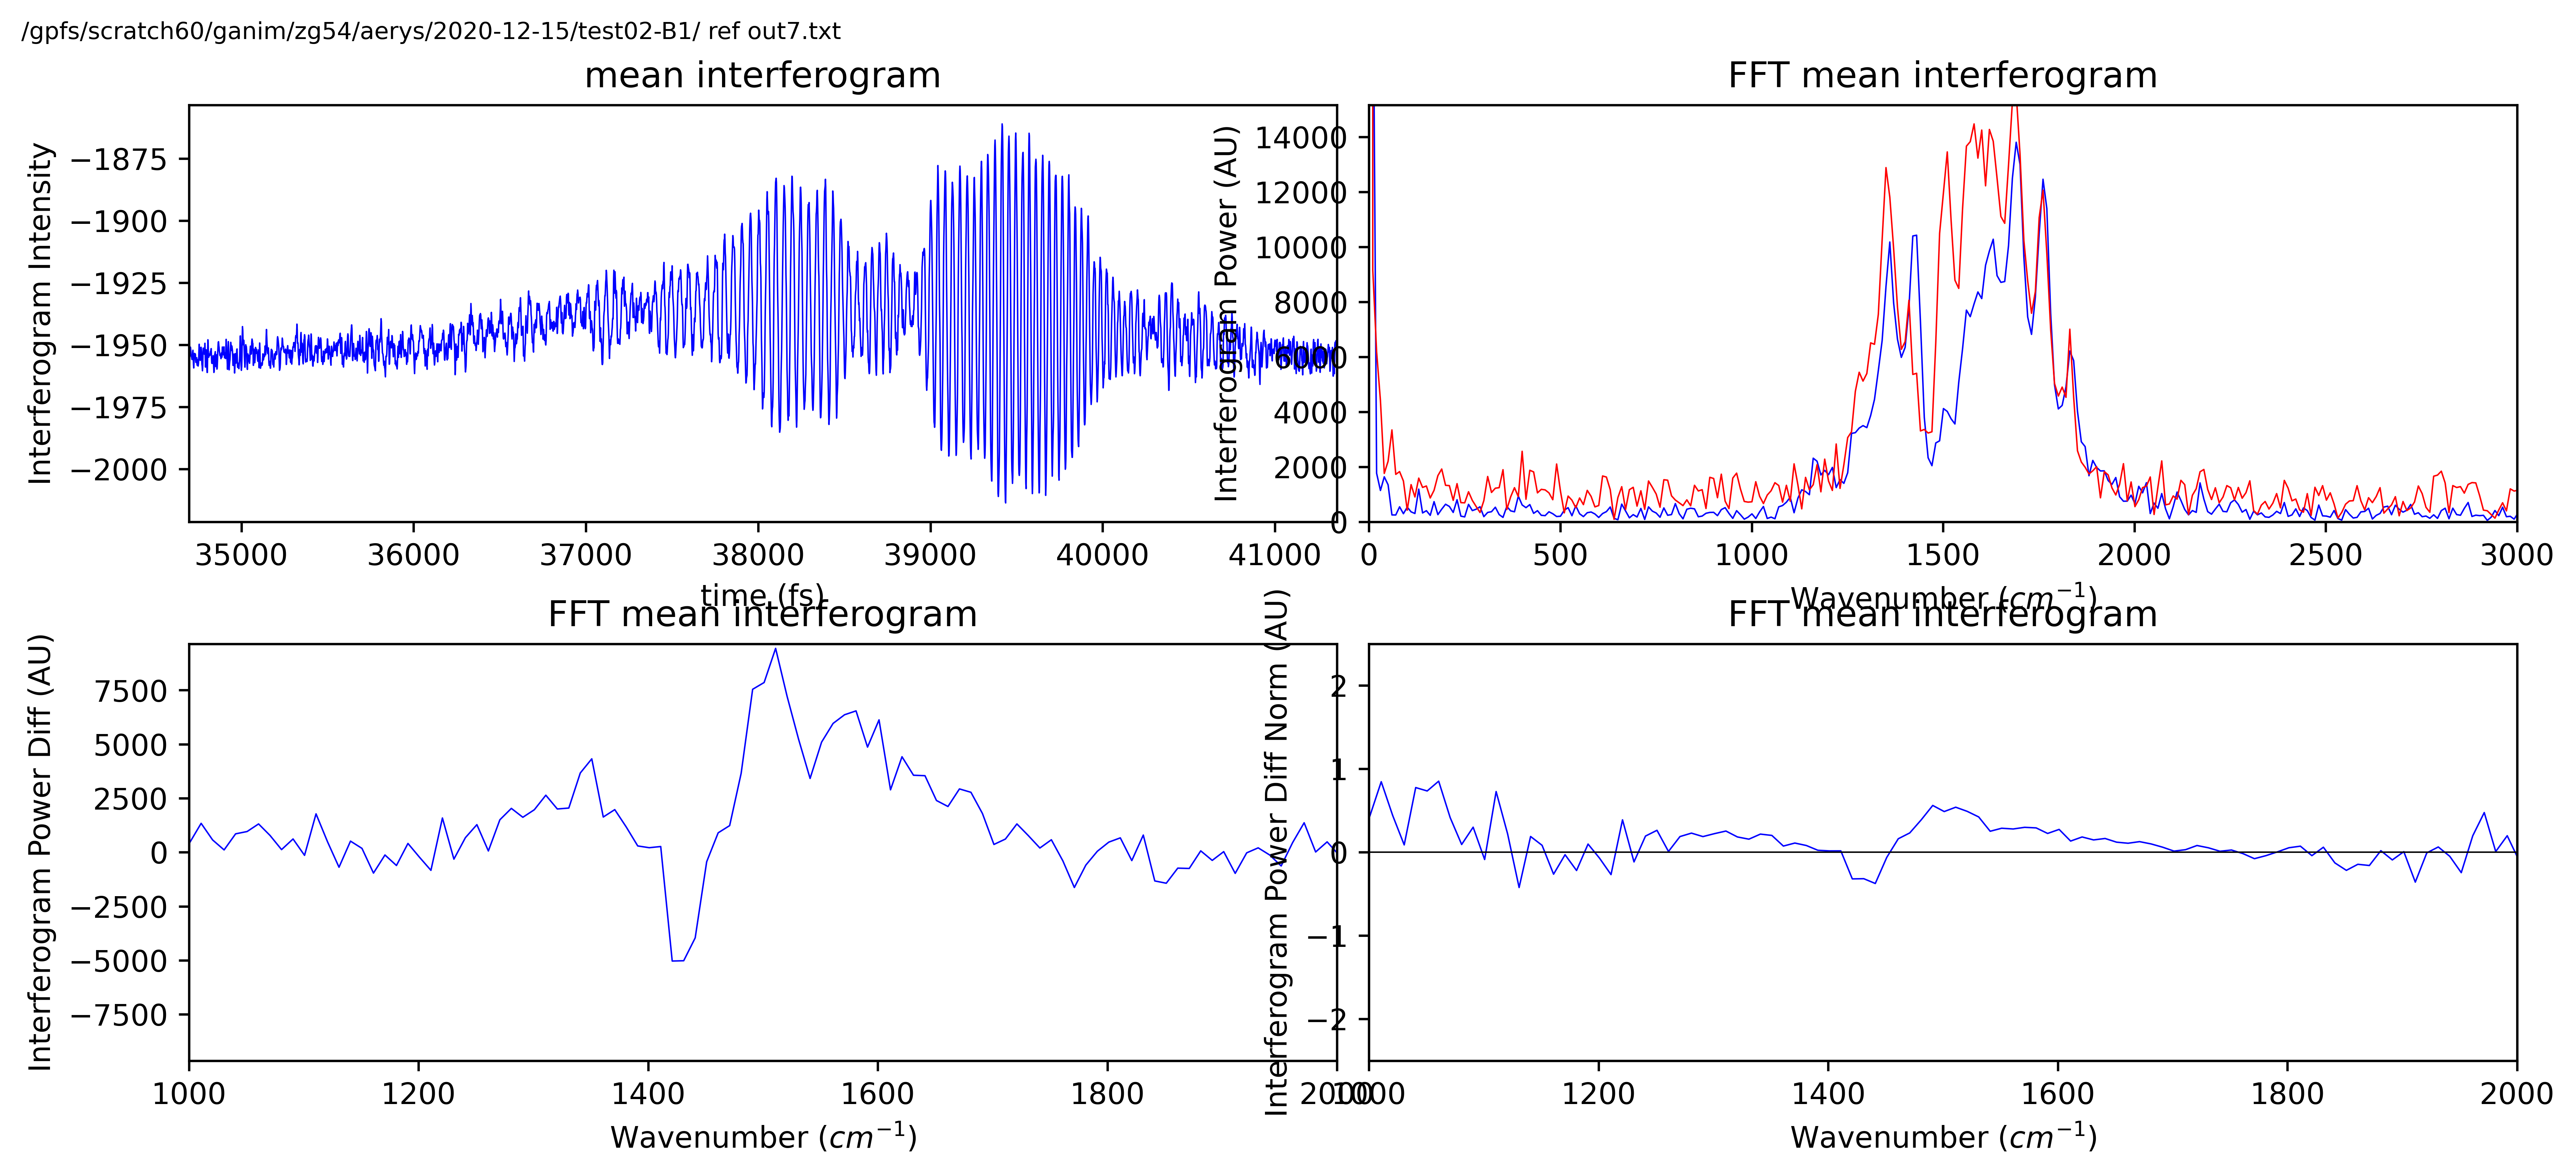 /gpfs/scratch60/ganim/zg54/aerys/2020-12-15/test02-B1/ ref out7.txt
mean interferogram
Interferogram Intensity
−1875
−1900
−1925
−1950
−1975
−2000
35000 36000 37000 38000 39000 40000 41000
time (fs)
FFT mean interferogram
Interferogram Power (AU)
14000
12000
10000
8000
6000
4000
2000
0
0 500 1000 1500 2000 2500 3000
Wavenumber (cm⁻¹)
FFT mean interferogram
Interferogram Power Diff (AU)
7500
5000
2500
0
−2500
−5000
−7500
1000 1200 1400 1600 1800 2000
Wavenumber (cm⁻¹)
FFT mean interferogram
Interferogram Power Diff Norm (AU)
2
1
0
−1
−2
1000 1200 1400 1600 1800 2000
Wavenumber (cm⁻¹)